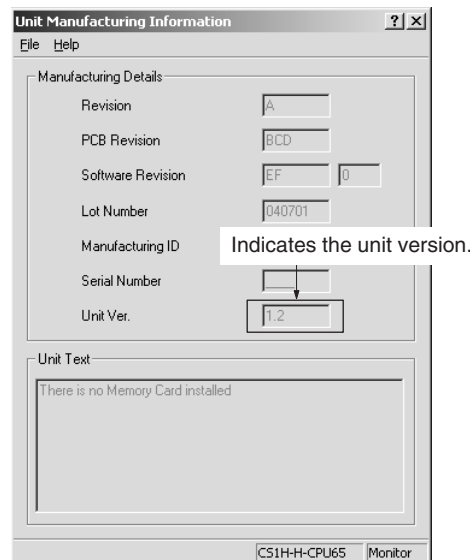 Unit Manufacturing Information ? ×
File Help
Manufacturing Details
Revision A
PCB Revision BCD
Software Revision EF 0
Lot Number 040701
Manufacturing ID
Indicates the unit version.
Serial Number ____
Unit Ver. 1.2
Unit Text
There is no Memory Card installed
CS1H-H-CPU65 Monitor